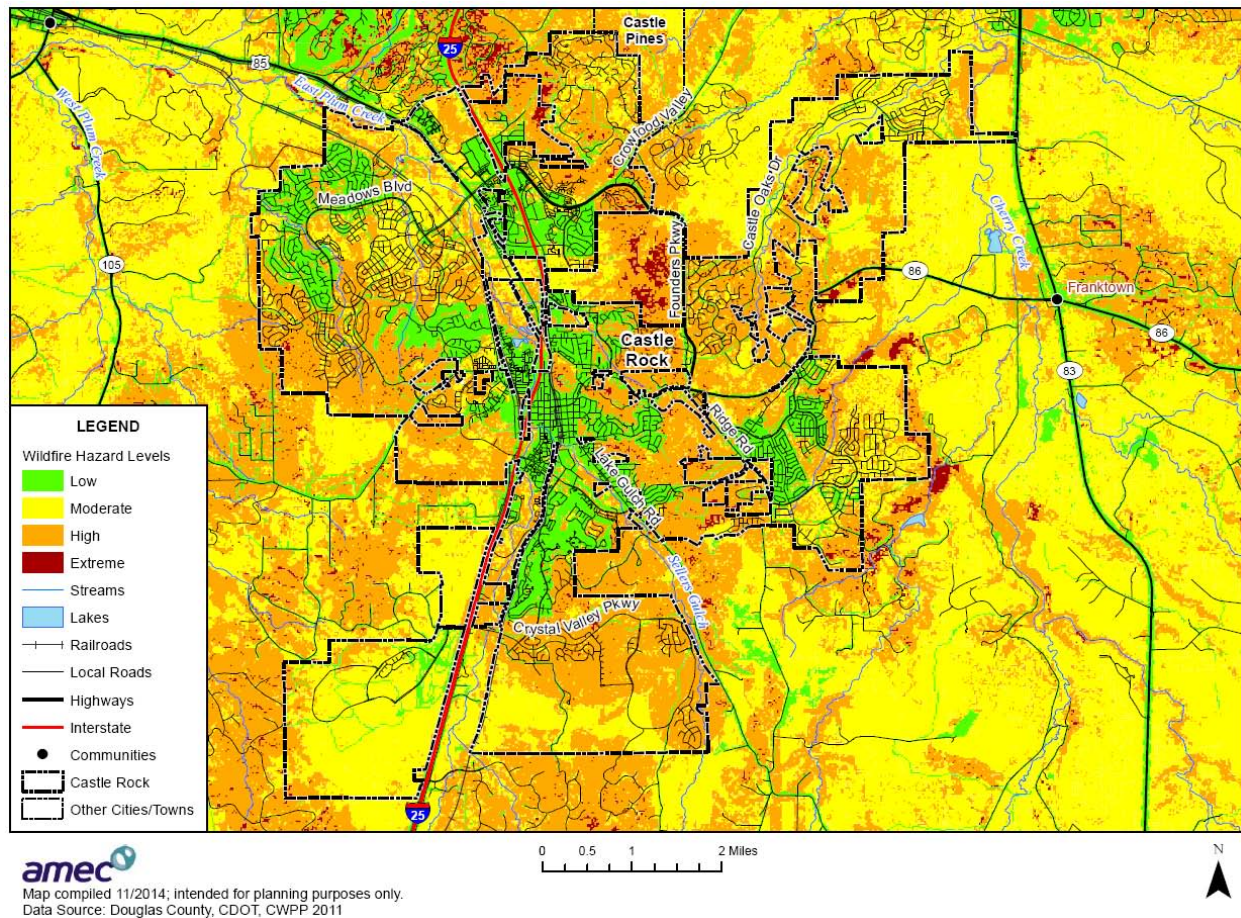 Castle
Pines
25
85
East Plum Creek
West Plum Creek
Crowfood Valley
Meadows Blvd
Castle Oaks Dr
Cherry Creek
105
Founders Pkwy
86
Franktown
Castle
Rock
86
83
Ridge Rd
Lake Gulch Rd
Sellers Gulch
Crystal Valley Pkwy
25
LEGEND
Wildfire Hazard Levels
Low
Moderate
High
Extreme
Streams
Lakes
Railroads
Local Roads
Highways
Interstate
Communities
Castle Rock
Other Cities/Towns
amec
Map compiled 11/2014; intended for planning purposes only.
Data Source: Douglas County, CDOT, CWPP 2011
0 0.5 1 2 Miles
N